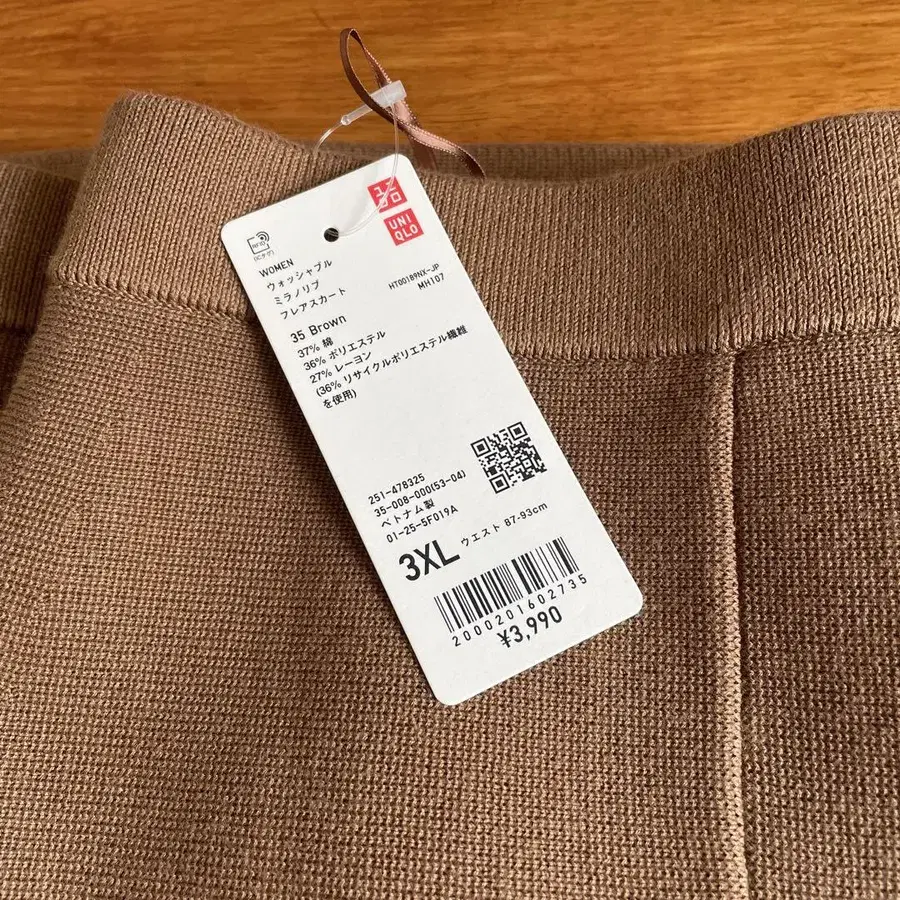 ユニ
クロ
UNI
QLO
RFID
(ICタグ)
WOMEN
ウォッシャブル
ミラノリブ
フレアスカート
HT00189NX-JP
MH107
35 Brown
37% 綿
36% ポリエステル
27% レーヨン
(36% リサイクルポリエステル繊維
を使用)
251-478325
35-008-000(53-04)
ベトナム製
01-25-5F019A
3XL ウエスト 87-93cm
2000201602735
¥3,990